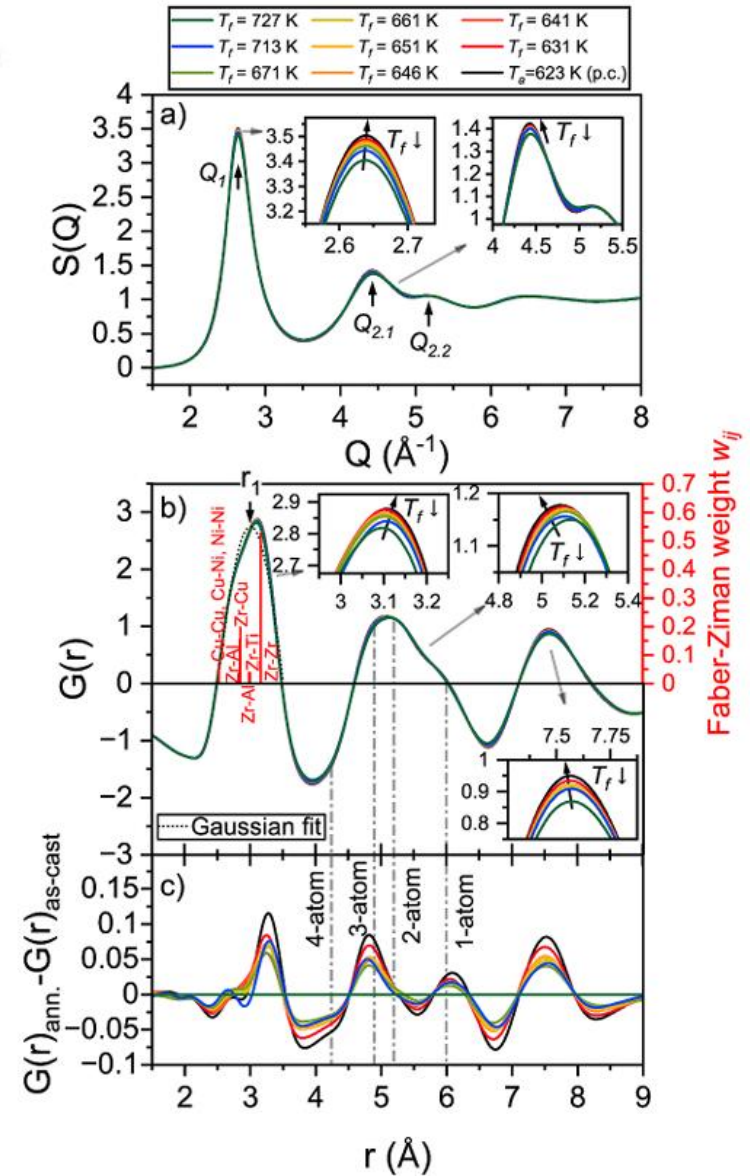 T_f = 727 K T_f = 661 K T_f = 641 K
T_f = 713 K T_f = 651 K T_f = 631 K
T_f = 671 K T_f = 646 K T_a=623 K (p.c.)
a)
S(Q)
4
3.5
3
2.5
2
1.5
1
0.5
0
Q_1
3.5
3.4
3.3
3.2
2.6 2.7
T_f ↓
1.4
1.3
1.2
1.1
1
4 4.5 5 5.5
T_f ↓
Q_{2.1}
Q_{2.2}
2 3 4 5 6 7 8
Q (Å⁻¹)
r_1
b)
G(r)
3
2
1
0
−1
−2
−3
Cu-Cu, Cu-Ni, Ni-Ni
Zr-Al
Zr-Cu
Zr-Al
Zr-Ti
Zr-Zr
2.9
2.8
2.7
3 3.1 3.2
T_f ↓
1.2
1.1
4.8 5 5.2 5.4
T_f ↓
0.7
0.6
0.5
0.4
0.3
0.2
0.1
0
Faber-Ziman weight w_{ij}
7.5 7.75
1
0.9
0.8
T_f ↓
Gaussian fit
c)
G(r)_{ann.}-G(r)_{as-cast}
0.15
0.1
0.05
0
−0.05
−0.1
4-atom
3-atom
2-atom
1-atom
2 3 4 5 6 7 8 9
r (Å)